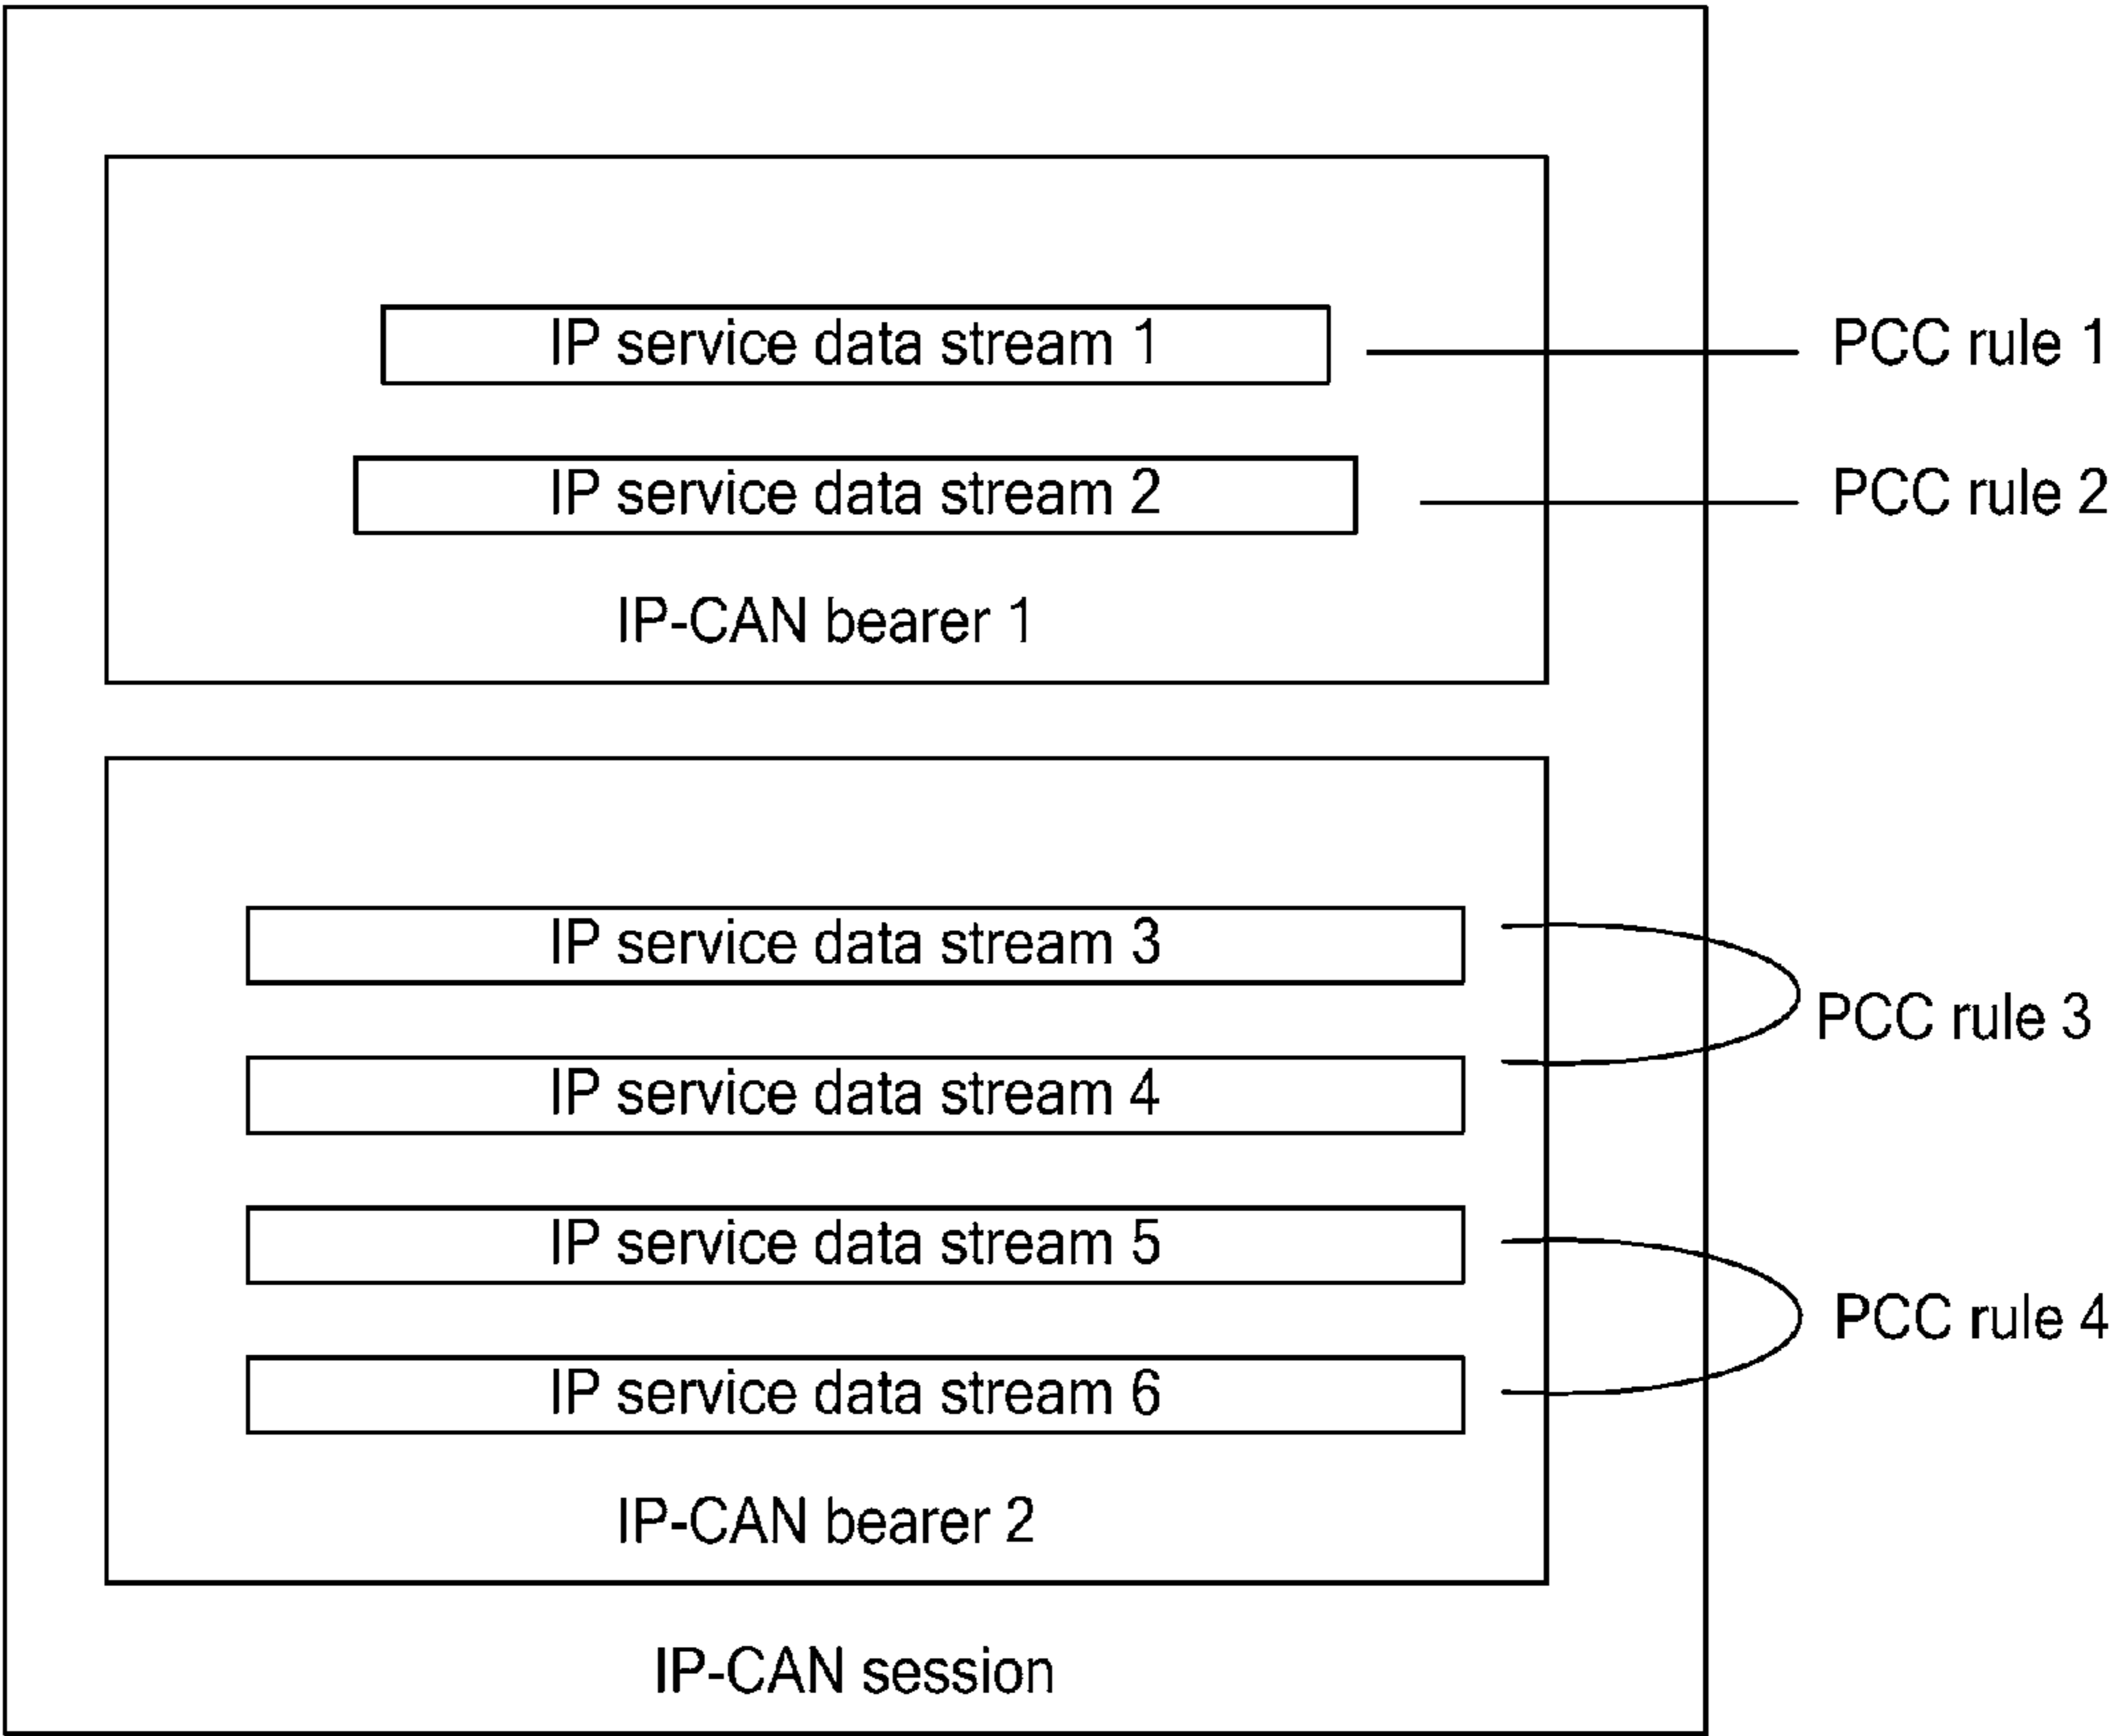 IP service data stream 1
PCC rule 1
IP service data stream 2
PCC rule 2
IP-CAN bearer 1
IP service data stream 3
PCC rule 3
IP service data stream 4
IP service data stream 5
PCC rule 4
IP service data stream 6
IP-CAN bearer 2
IP-CAN session